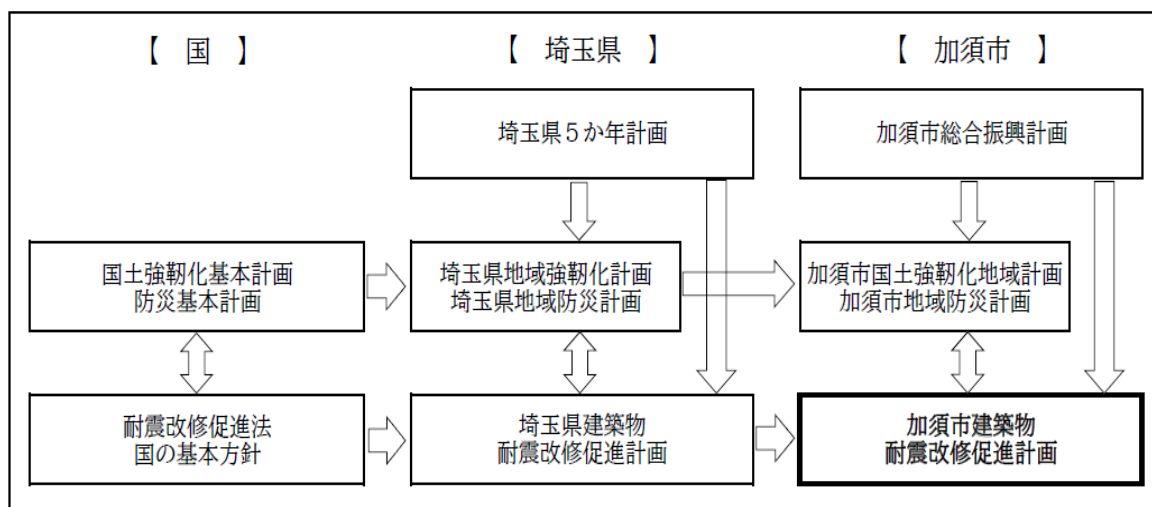 【 国 】
【 埼玉県 】
【 加須市 】
埼玉県５か年計画
加須市総合振興計画
国土強靭化基本計画
防災基本計画
埼玉県地域強靭化計画
埼玉県地域防災計画
加須市国土強靭化地域計画
加須市地域防災計画
耐震改修促進法
国の基本方針
埼玉県建築物
耐震改修促進計画
加須市建築物
耐震改修促進計画